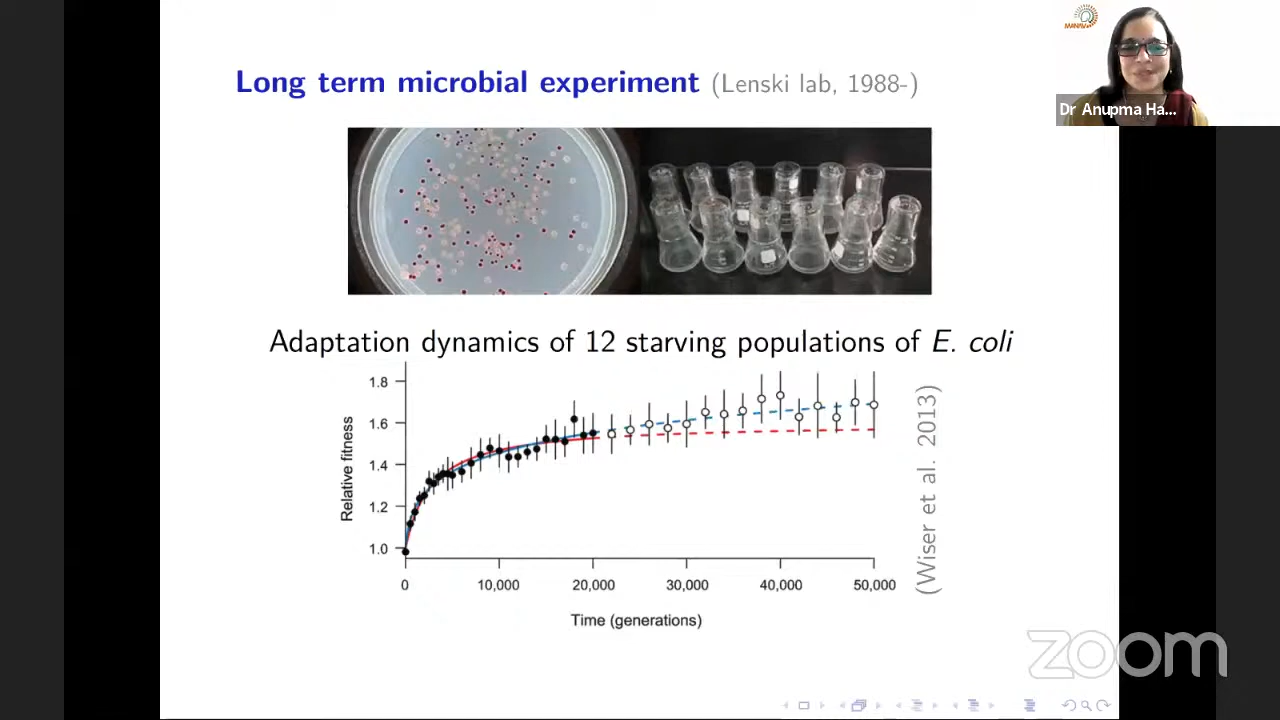 MANAV
Dr Anupma Ha...
Long term microbial experiment (Lenski lab, 1988-)
Adaptation dynamics of 12 starving populations of E. coli
1.8
1.6
1.4
1.2
1.0
Relative fitness
0
10,000
20,000
30,000
40,000
50,000
Time (generations)
(Wiser et al. 2013)
zoom